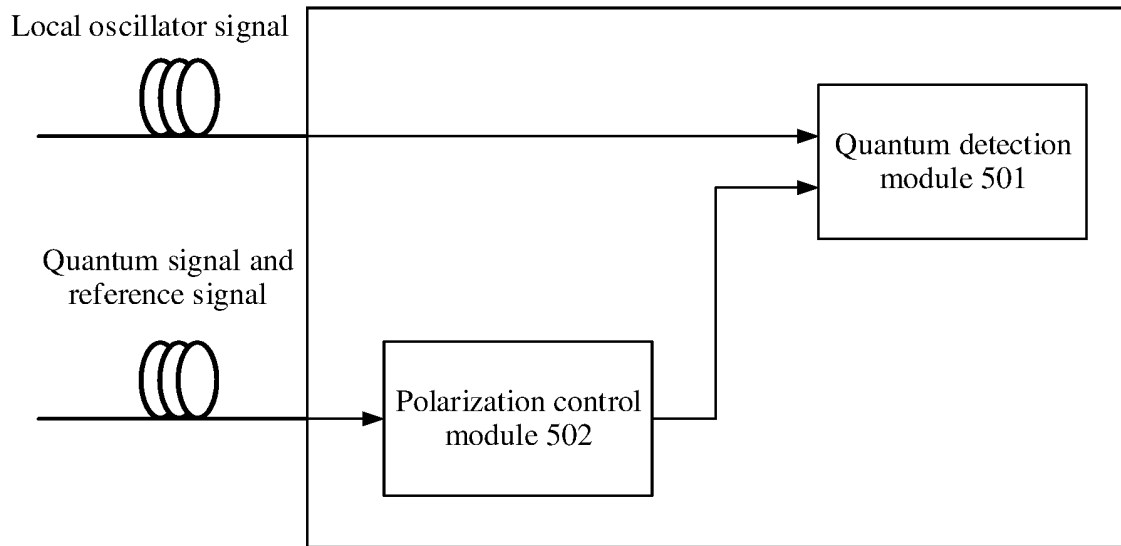 Local oscillator signal
Quantum detection
module 501
Quantum signal and
reference signal
Polarization control
module 502